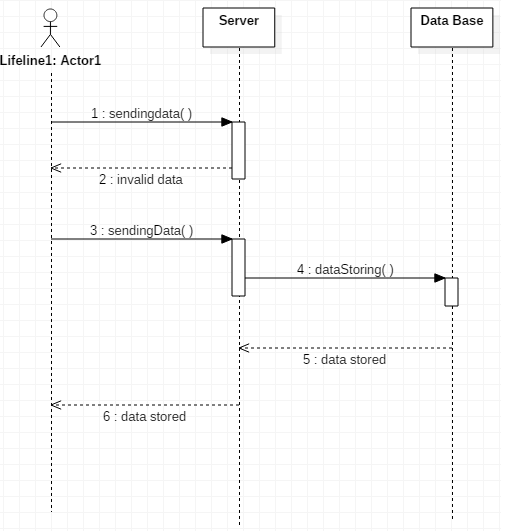 Server
Data Base
Lifeline1: Actor1
1 : sendingdata( )
2 : invalid data
3 : sendingData( )
4 : dataStoring( )
5 : data stored
6 : data stored